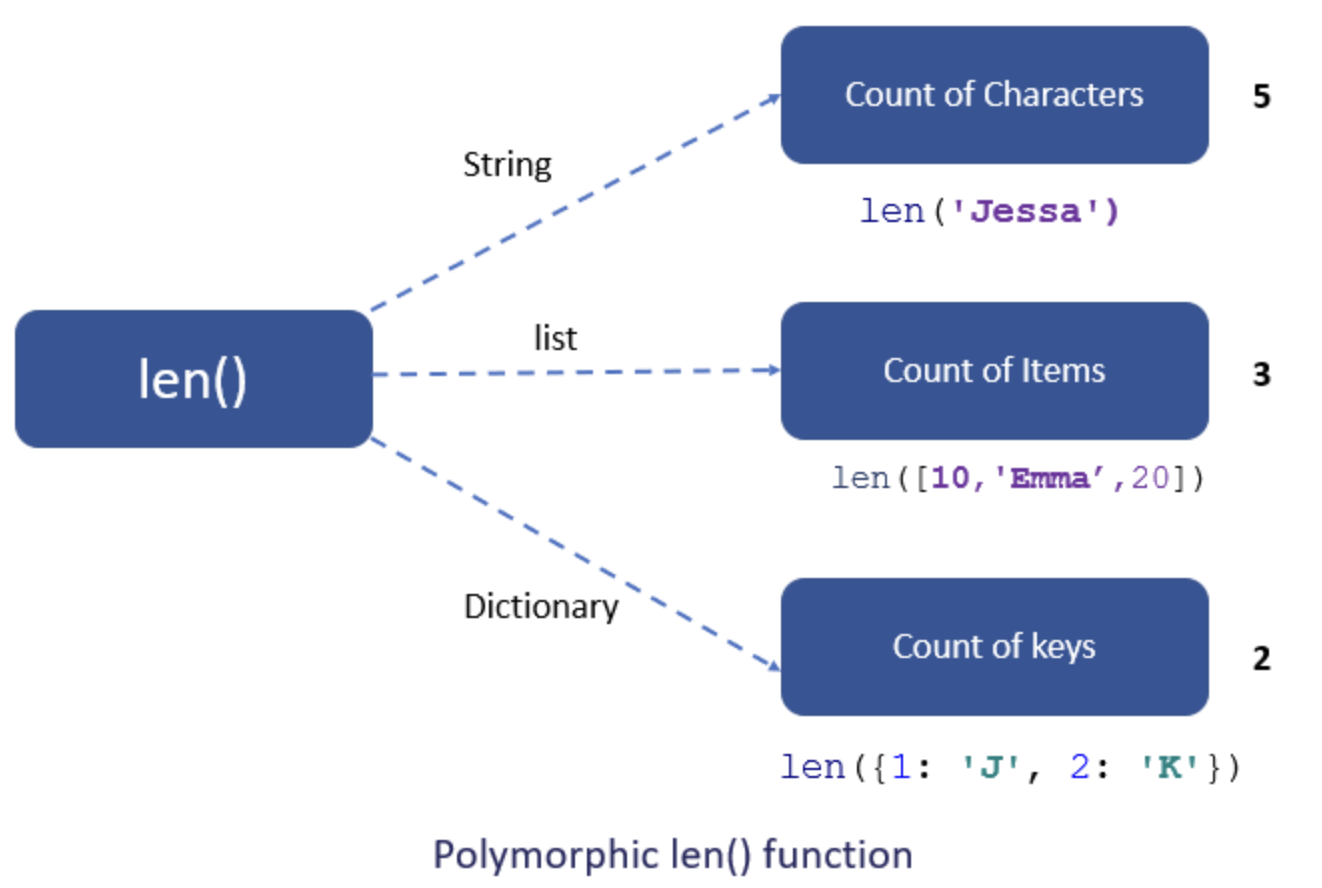 Count of Characters 5
String
len('Jessa')
len()
list
Count of Items 3
len([10,'Emma’,20])
Dictionary
Count of keys 2
len({1: 'J', 2: 'K'})
Polymorphic len() function